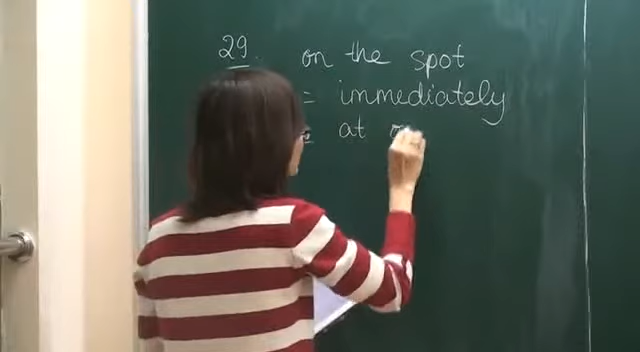 29. on the spot
= immediately
= at